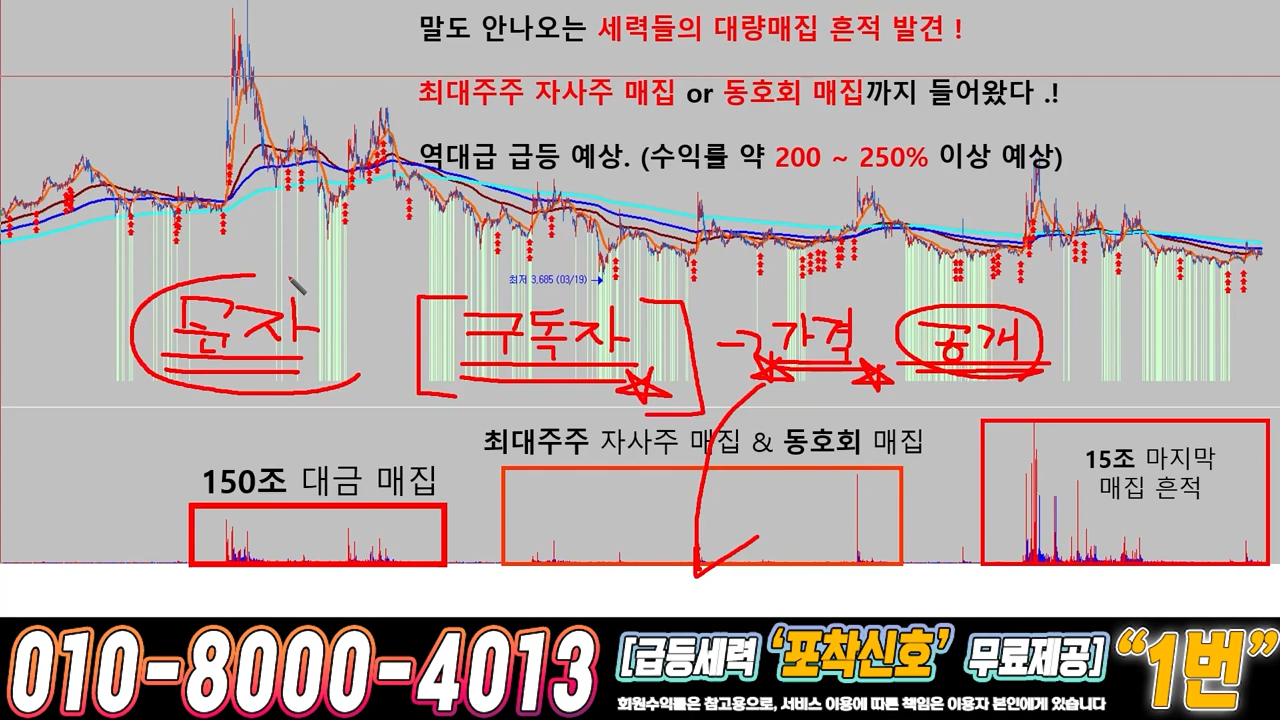 말도 안나오는 세력들의 대량매집 흔적 발견 !
최대주주 자사주 매집 or 동호회 매집까지 들어왔다 .!
역대급 급등 예상. (수익률 약 200 ~ 250% 이상 예상)
최저 3,685 (03/19)
문자 구독자 → 가격 공개
최대주주 자사주 매집 & 동호회 매집
150조 대금 매집
15조 마지막
매집 흔적
010-8000-4013 [급등세력 '포착신호' 무료제공] "1번"
회원수익률은 참고용으로, 서비스 이용에 따른 책임은 이용자 본인에게 있습니다